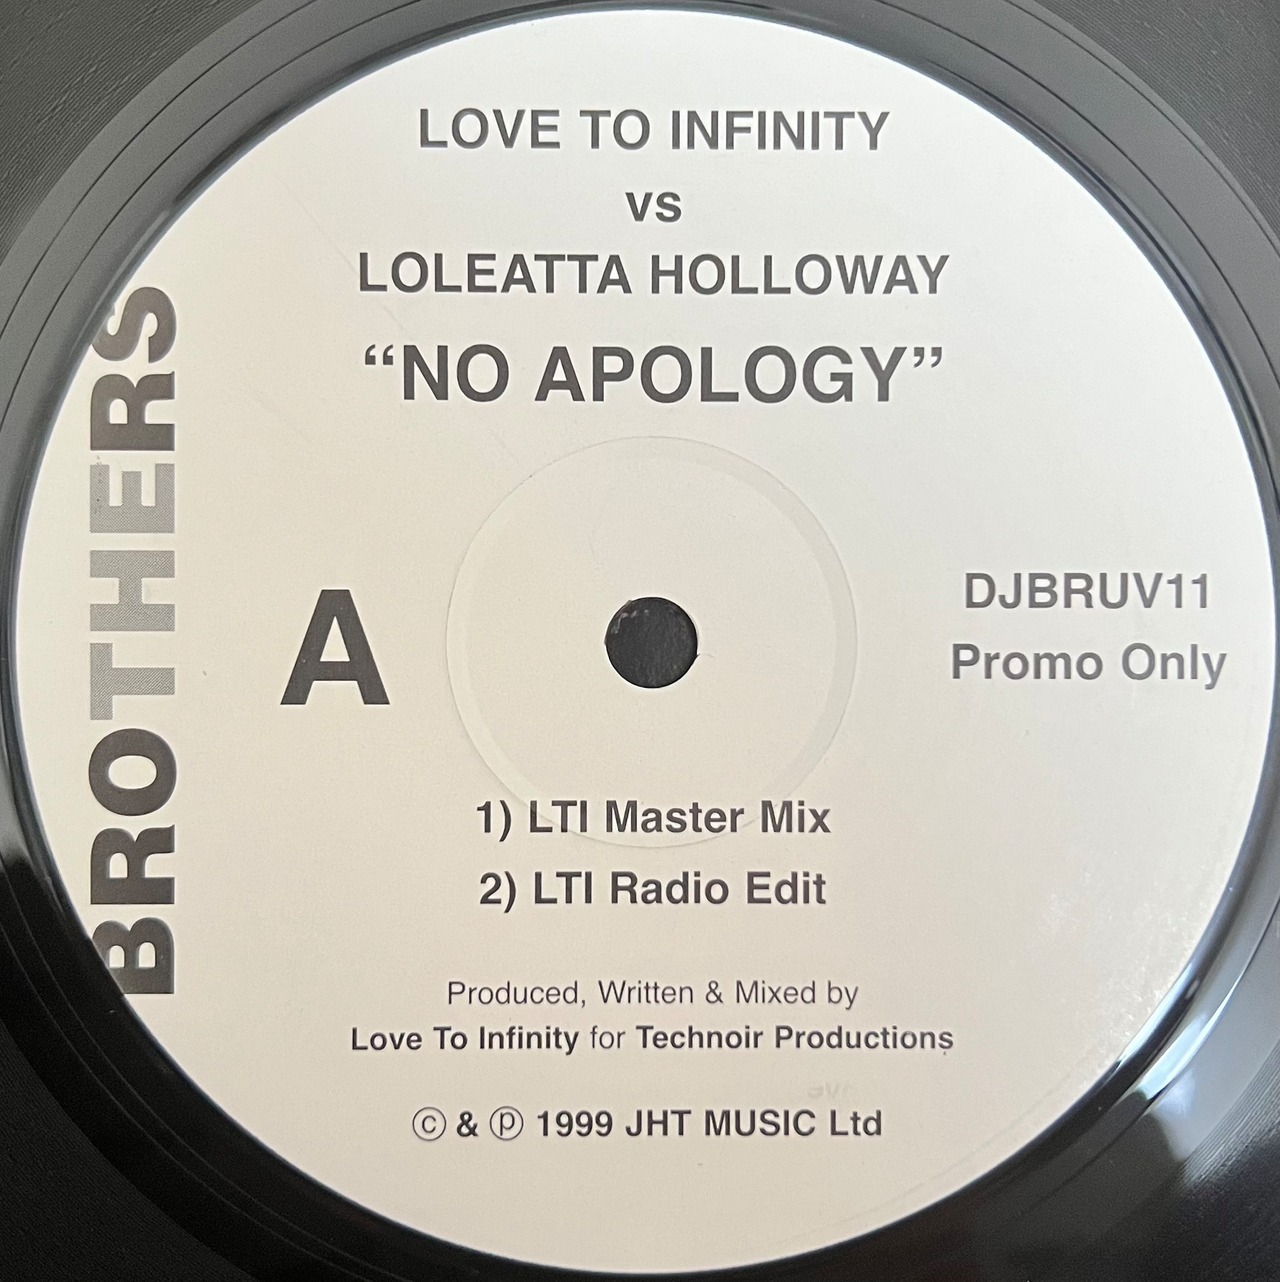 LOVE TO INFINITY
vs
LOLEATTA HOLLOWAY
“NO APOLOGY”
BROTHERS
A
DJBRUV11
Promo Only
1) LTI Master Mix
2) LTI Radio Edit
Produced, Written & Mixed by
Love To Infinity for Technoir Productions
© & ℗ 1999 JHT MUSIC Ltd